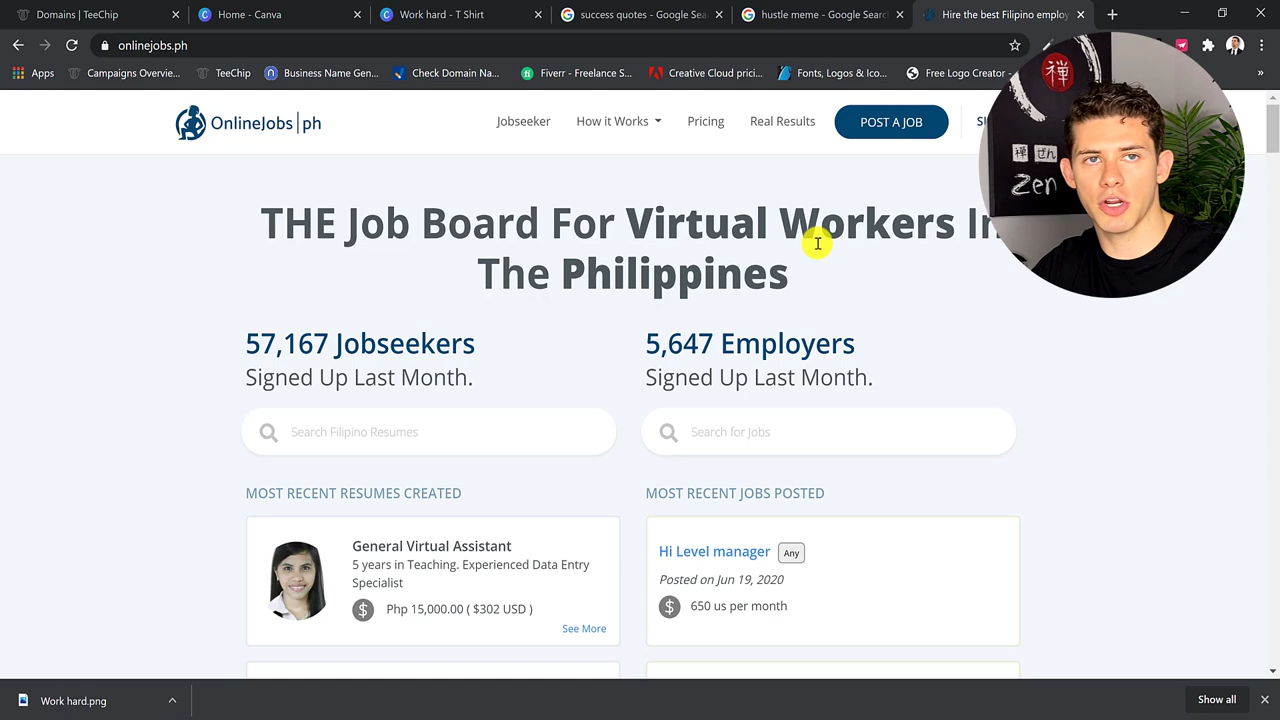 Domains | TeeChip
Home - Canva
Work hard - T Shirt
success quotes - Google Sea
hustle meme - Google Searc
Hire the best Filipino employ
onlinejobs.ph
Apps
Campaigns Overvie...
TeeChip
Business Name Gen...
Check Domain Na...
Fiverr - Freelance S...
Creative Cloud prici...
Fonts, Logos & Ico...
Free Logo Creator -
禅
OnlineJobs|ph
Jobseeker
How it Works
Pricing
Real Results
POST A JOB
禅 ぜん
Zen
THE Job Board For Virtual Workers In
The Philippines
57,167 Jobseekers
Signed Up Last Month.
5,647 Employers
Signed Up Last Month.
Search Filipino Resumes
Search for Jobs
MOST RECENT RESUMES CREATED
MOST RECENT JOBS POSTED
General Virtual Assistant
5 years in Teaching. Experienced Data Entry
Specialist
$ Php 15,000.00 ( $302 USD )
See More
Hi Level manager Any
Posted on Jun 19, 2020
$ 650 us per month
Work hard.png
Show all